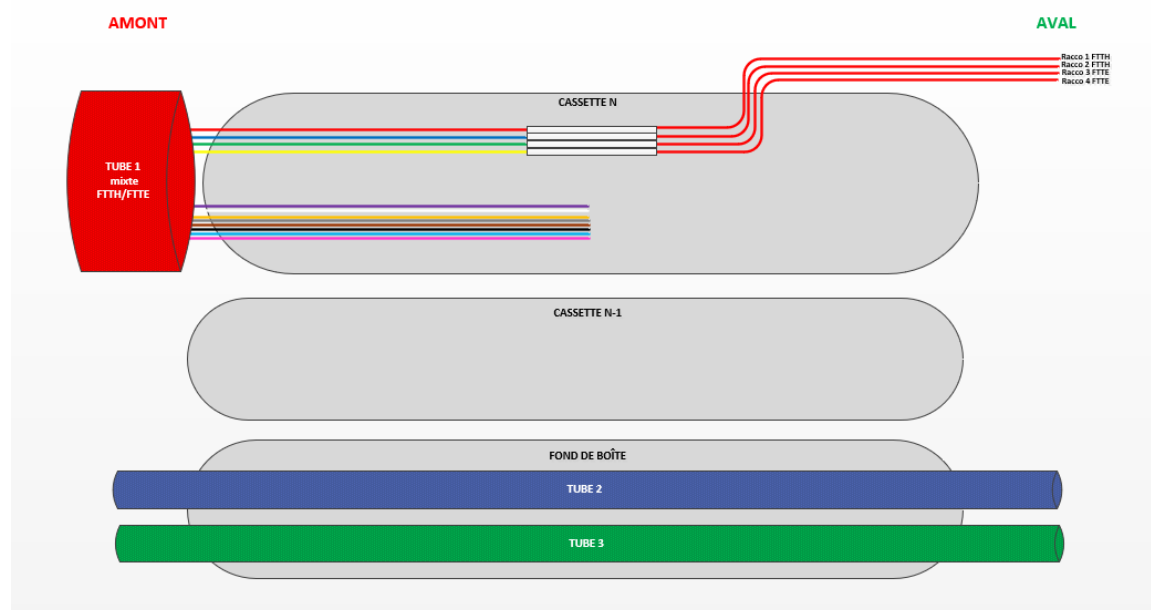 AMONT
AVAL
Racco 1 FTTH
Racco 2 FTTH
Racco 3 FTTE
Racco 4 FTTE
CASSETTE N
TUBE 1
mixte
FTTH/FTTE
CASSETTE N-1
FOND DE BOÎTE
TUBE 2
TUBE 3